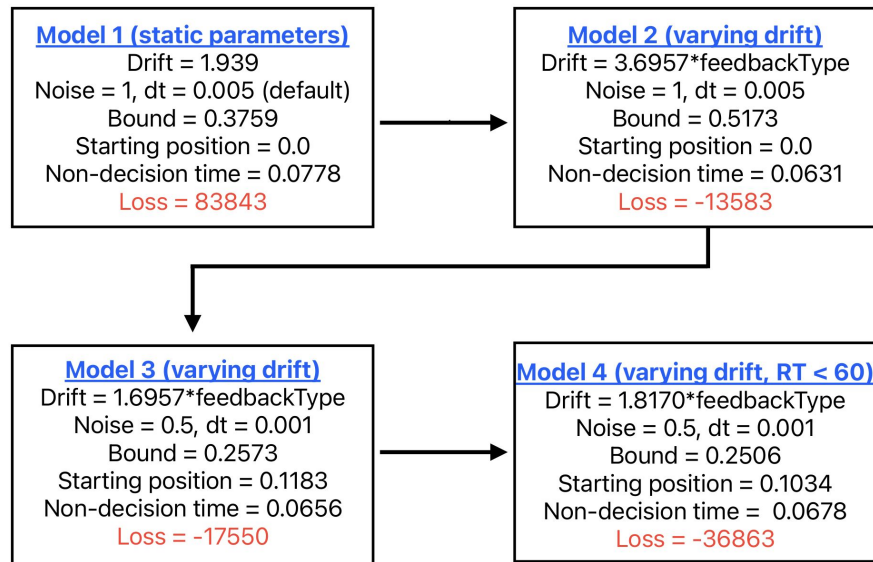 Model 1 (static parameters)
Drift = 1.939
Noise = 1, dt = 0.005 (default)
Bound = 0.3759
Starting position = 0.0
Non-decision time = 0.0778
Loss = 83843
Model 2 (varying drift)
Drift = 3.6957*feedbackType
Noise = 1, dt = 0.005
Bound = 0.5173
Starting position = 0.0
Non-decision time = 0.0631
Loss = -13583
Model 3 (varying drift)
Drift = 1.6957*feedbackType
Noise = 0.5, dt = 0.001
Bound = 0.2573
Starting position = 0.1183
Non-decision time = 0.0656
Loss = -17550
Model 4 (varying drift, RT < 60)
Drift = 1.8170*feedbackType
Noise = 0.5, dt = 0.001
Bound = 0.2506
Starting position = 0.1034
Non-decision time = 0.0678
Loss = -36863